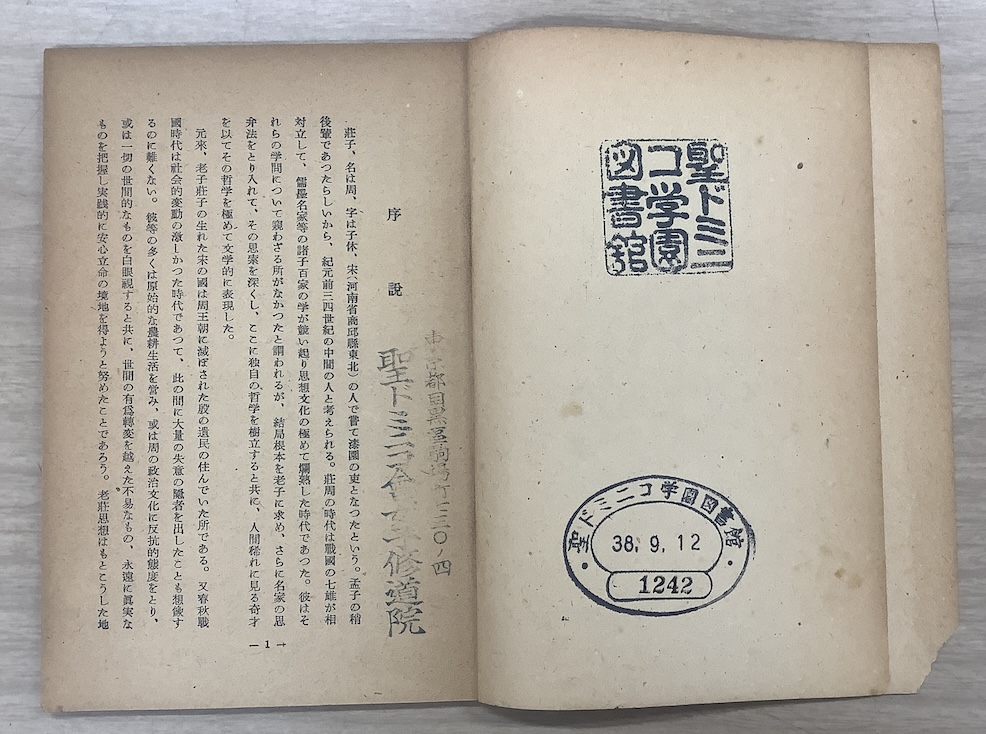 聖ドミニ
コ学園
図書館
聖ドミニコ学園図書館
38.9.12
1242
聖ドミニコ会 修道院
序説
莊子、名は周、字は子休、宋(河南省商邱縣東北)の人で嘗て漆園の吏となつたという。孟子の稍
後輩であつたらしいから、紀元前三四世紀の中間の人と考えられる。莊周の時代は戰國の七雄が相
対立して、儒墨名家等の諸子百家の学が競い起り思想文化の極めて爛熟した時代であつた。彼はそ
れらの学問について窺わざる所がなかつたと謂われるが、結局根本を老子に求め、さらに名家の思
弁法をとり入れて、その思索を深くし、ここに独自の哲学を樹立すると共に、人間稀れに見る奇才
を以てその哲学を極めて文学的に表現した。
元來、老子莊子の生れた宋の國は周王朝に滅ぼされた殷の遺民の住んでいた所である。又春秋戰
國時代は社会的変動の激しかつた時代であつて、此の間に大量の失意の賢者を出したことも想像す
るのに難くない。彼等の多くは原始的な農耕生活を営み、或は周の政治文化に反抗的態度をとり、
或は一切の世間的なものを白眼視すると共に、世間の有爲轉変を越えた不易なもの、永遠に眞実な
ものを把握し実践的に安心立命の境地を得ようと努めたことであろう。老莊思想はもとこうした地
— 1 —